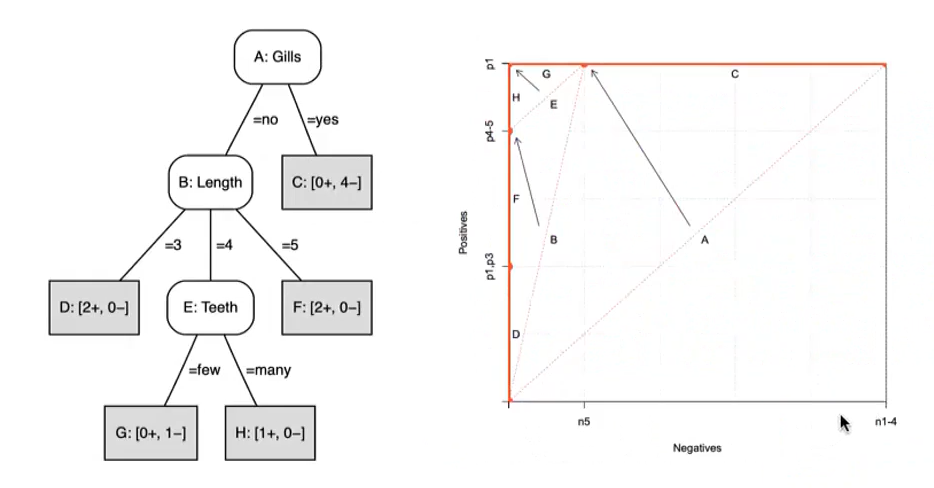 A: Gills
=no
=yes
B: Length
C: [0+, 4−]
=3
=4
=5
D: [2+, 0−]
E: Teeth
F: [2+, 0−]
=few
=many
G: [0+, 1−]
H: [1+, 0−]
Positives
p1
p4-5
p1,p3
G
C
H
E
F
B
A
D
n5
n1-4
Negatives